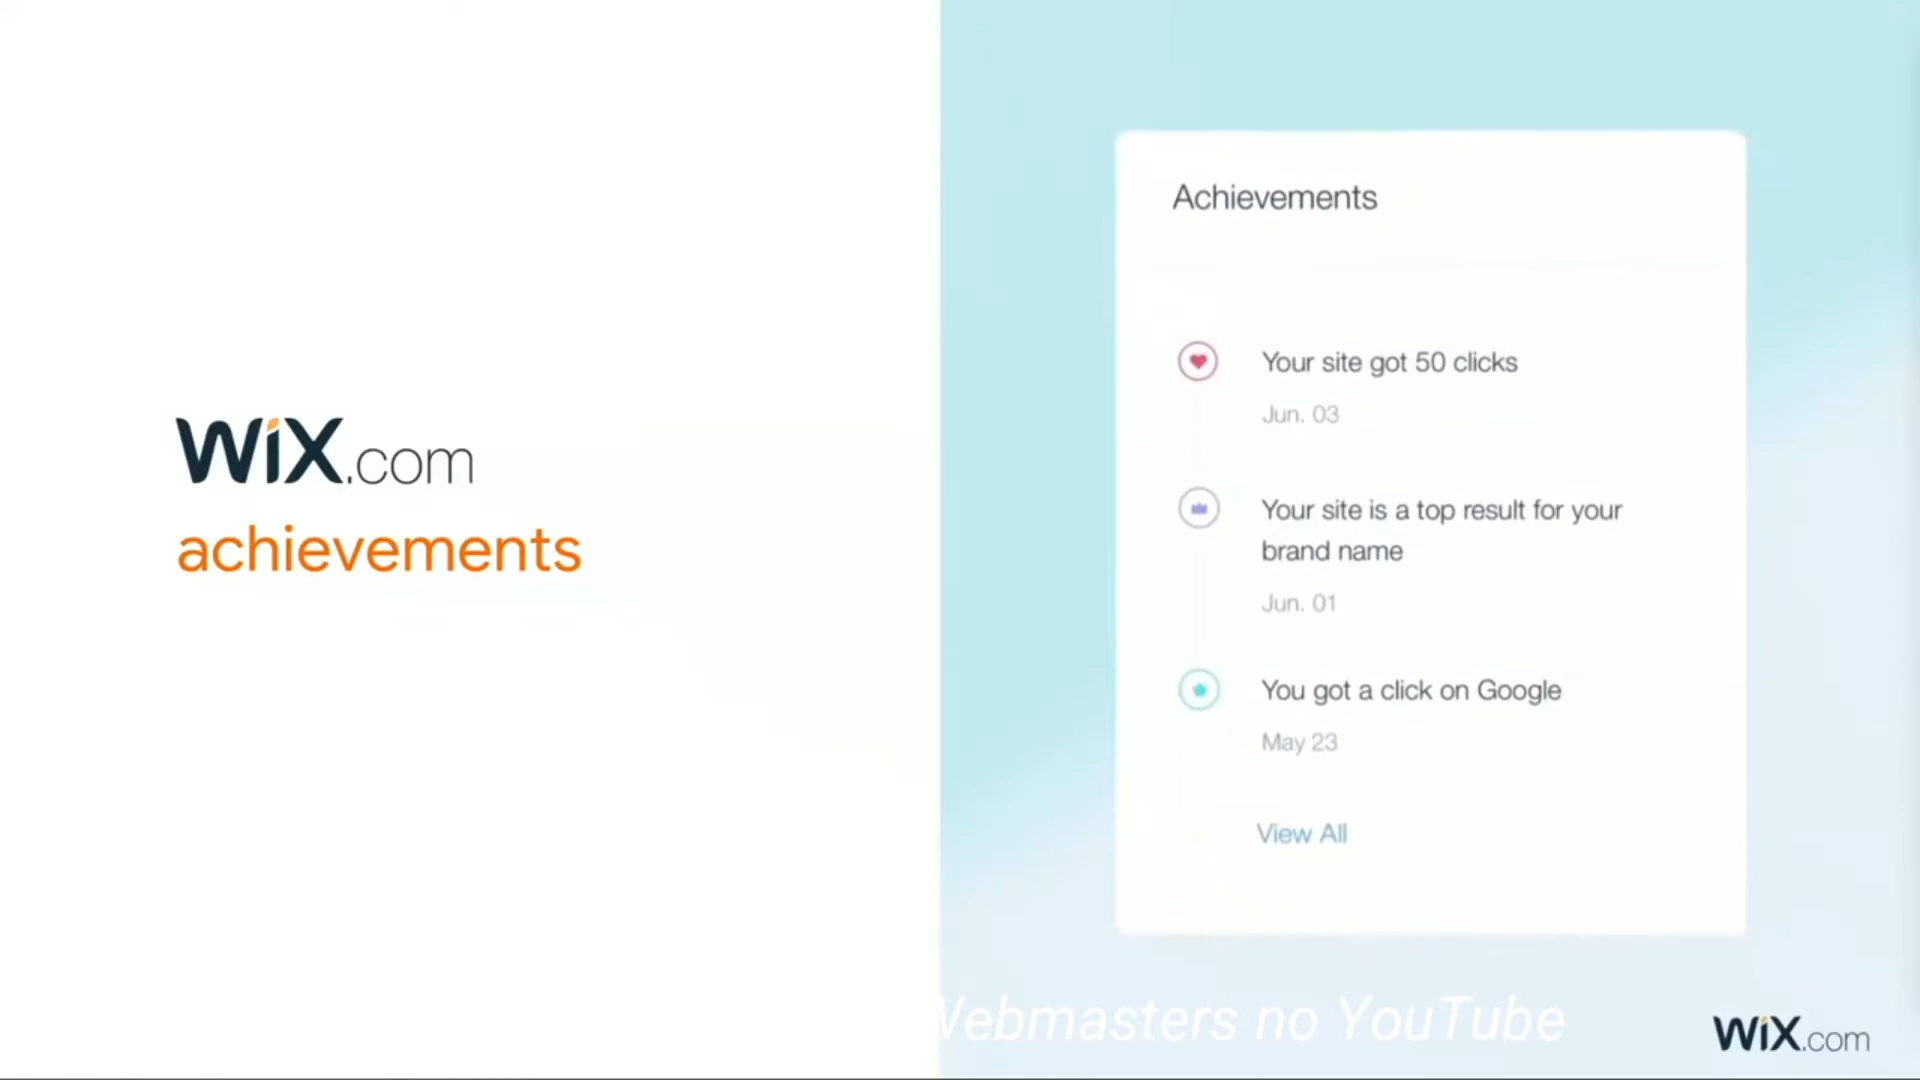 WiX.com
achievements
Achievements
Your site got 50 clicks
Jun. 03
Your site is a top result for your
brand name
Jun. 01
You got a click on Google
May 23
View All
Webmasters no YouTube
WiX.com